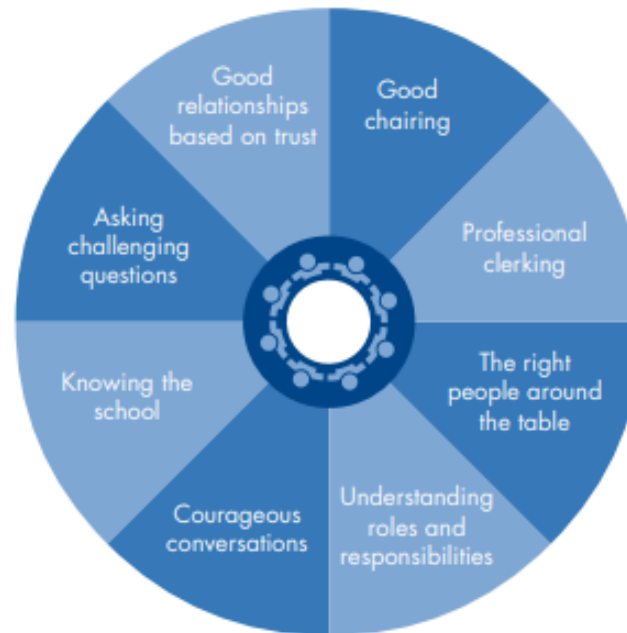 Good
relationships
based on trust
Good
chairing
Professional
clerking
The right
people around
the table
Understanding
roles and
responsibilities
Courageous
conversations
Knowing the
school
Asking
challenging
questions